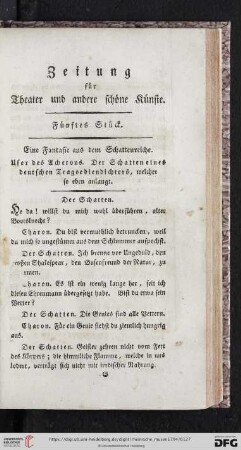 Zeitung
für
Theater und andere schöne Künste.
Fünftes Stück.
Eine Fantasie aus dem Schattenreiche.
Ufer des Acherons. Der Schatten eines
deutschen Tragoediendichters, welcher
so eben anlangt.
Der Schatten.
He da! willst du mich wohl überführen, alter
Bootsknecht?
Charon. Du bist vermuthlich betrunken, weil
du mich so ungestümm aus dem Schlummer aufweckst.
Der Schatten. Ich brenne vor Ungeduld, den
großen Shakespear, den Busenfreund der Natur, zu
Charon. Es ist ein wenig lange her, seit ich
diesen Ehrenmann übergesezt habe. Bist du etwa sein
Vetter?
Der Schatten. Die Genies sind alle Vettern.
Charon. Für ein Genie siehst du ziemlich hungrig
aus.
Der Schatten. Geister zehren nicht vom Fett
des Körpers; die himmlische Flamme, welche in uns
lodert, verträgt sich nicht mit irrdischer Nahrung.